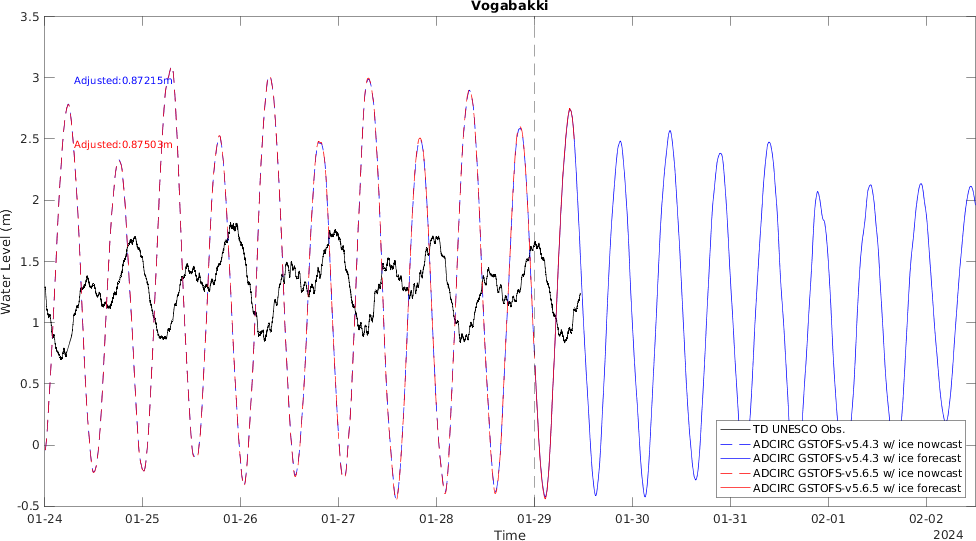 Vogabakki
3.5
3
2.5
2
1.5
1
0.5
0
-0.5
Water Level (m)
Adjusted:0.87215m
Adjusted:0.87503m
TD UNESCO Obs.
ADCIRC GSTOFS-v5.4.3 w/ ice nowcast
ADCIRC GSTOFS-v5.4.3 w/ ice forecast
ADCIRC GSTOFS-v5.6.5 w/ ice nowcast
ADCIRC GSTOFS-v5.6.5 w/ ice forecast
01-24 01-25 01-26 01-27 01-28 01-29 01-30 01-31 02-01 02-02
Time
2024